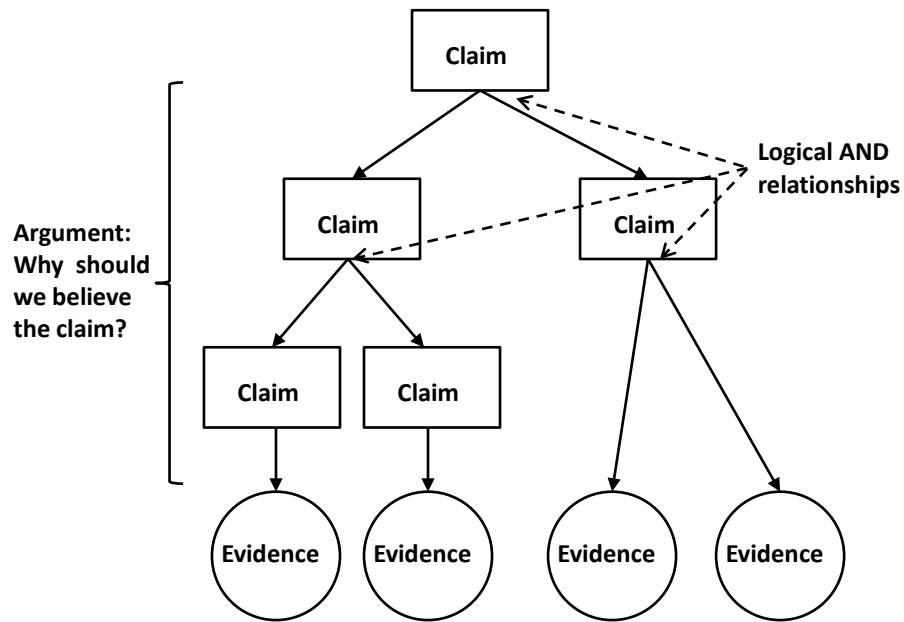 Claim
Logical AND
relationships
Claim
Claim
Argument:
Why should
we believe
the claim?
Claim
Claim
Evidence
Evidence
Evidence
Evidence